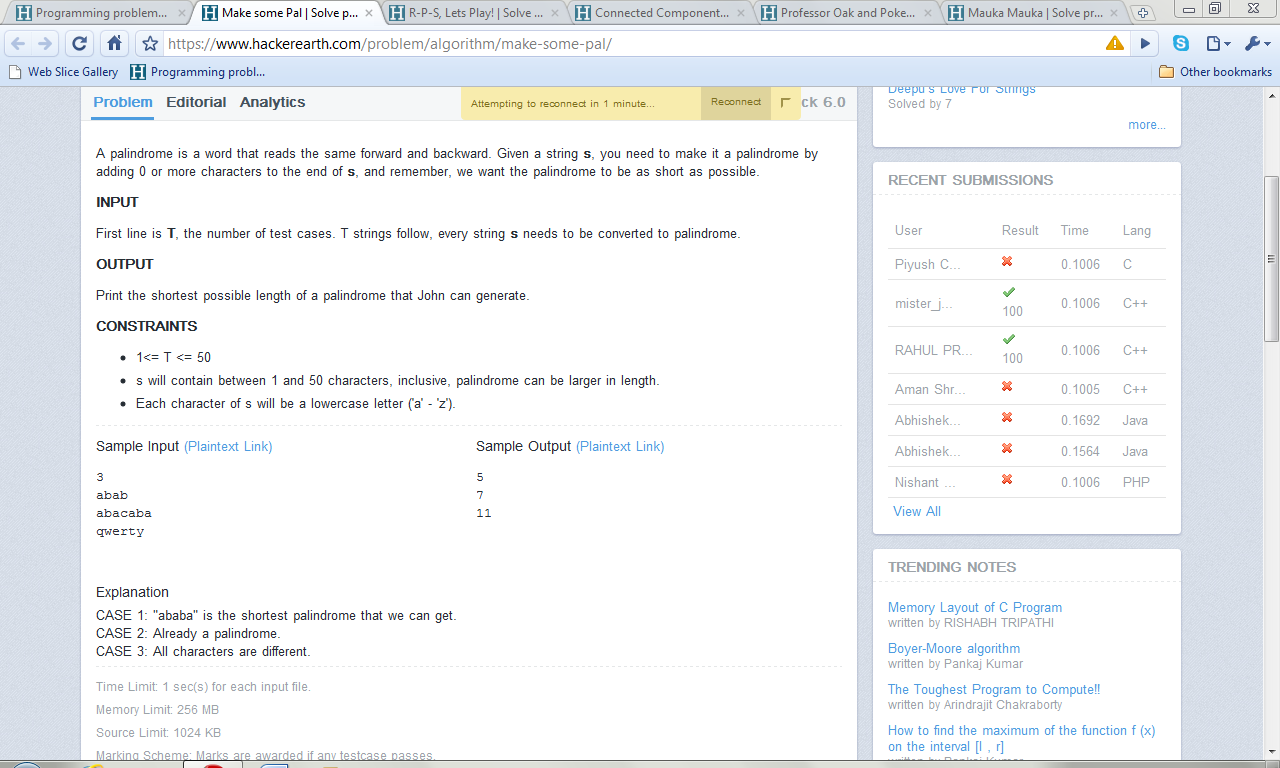 Programming problem...
Make some Pal | Solve p...
R-P-S, Lets Play! | Solve ...
Connected Component...
Professor Oak and Poke...
Mauka Mauka | Solve pr...
https://www.hackerearth.com/problem/algorithm/make-some-pal/
Web Slice Gallery
Programming probl...
Other bookmarks
Problem Editorial Analytics
Attempting to reconnect in 1 minute... Reconnect
ck 6.0
A palindrome is a word that reads the same forward and backward. Given a string s, you need to make it a palindrome by
adding 0 or more characters to the end of s, and remember, we want the palindrome to be as short as possible.
INPUT
First line is T, the number of test cases. T strings follow, every string s needs to be converted to palindrome.
OUTPUT
Print the shortest possible length of a palindrome that John can generate.
CONSTRAINTS
1<= T <= 50
s will contain between 1 and 50 characters, inclusive, palindrome can be larger in length.
Each character of s will be a lowercase letter ('a' - 'z').
Sample Input (Plaintext Link)
3
abab
abacaba
qwerty
Sample Output (Plaintext Link)
5
7
11
Explanation
CASE 1: "ababa" is the shortest palindrome that we can get.
CASE 2: Already a palindrome.
CASE 3: All characters are different.
Time Limit: 1 sec(s) for each input file.
Memory Limit: 256 MB
Source Limit: 1024 KB
Marking Scheme: Marks are awarded if any testcase passes.
Deepu's Love For Strings
Solved by 7
more...
RECENT SUBMISSIONS
User Result Time Lang
Piyush C... 0.1006 C
mister_j... 100 0.1006 C++
RAHUL PR... 100 0.1006 C++
Aman Shr... 0.1005 C++
Abhishek... 0.1692 Java
Abhishek... 0.1564 Java
Nishant ... 0.1006 PHP
View All
TRENDING NOTES
Memory Layout of C Program
written by RISHABH TRIPATHI
Boyer-Moore algorithm
written by Pankaj Kumar
The Toughest Program to Compute!!
written by Arindrajit Chakraborty
How to find the maximum of the function f (x)
on the interval [l , r]
written by Pankaj Kumar